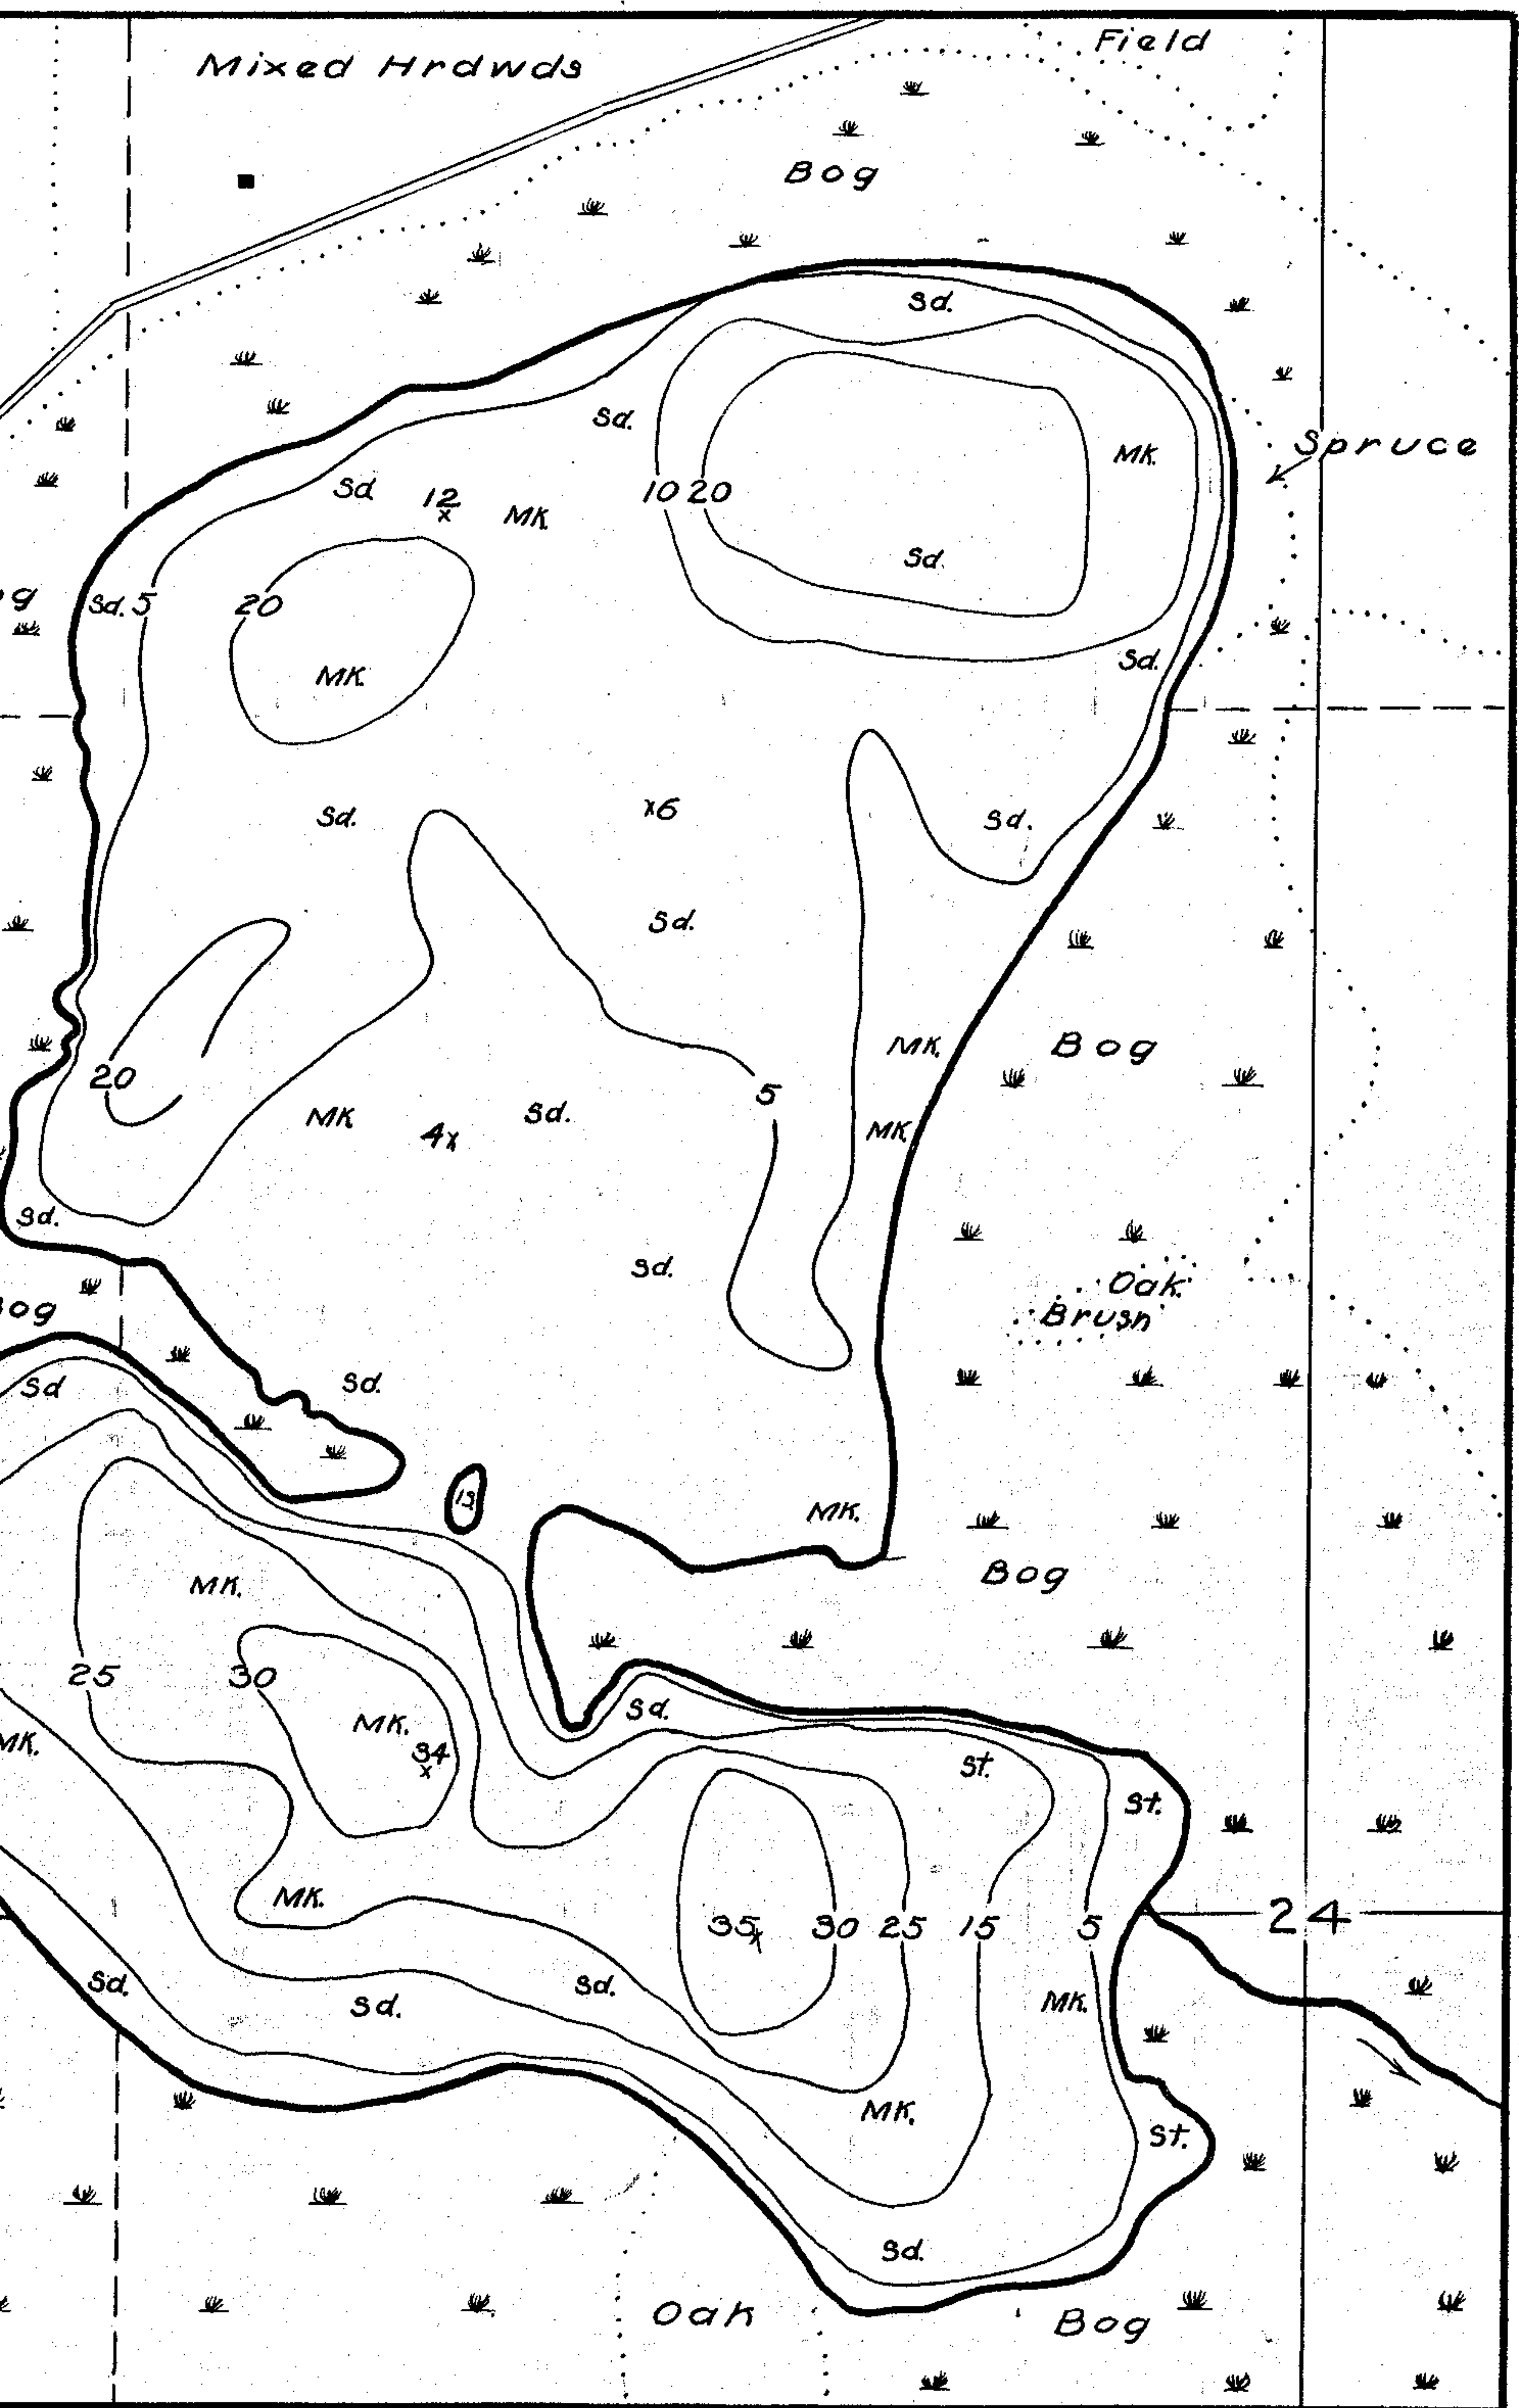 Field
Mixed Hrdwds
Bog
Sd.
Sd.
Spruce
MK.
Sd
12
MK.
10 20
Sd.
Sd. 5
20
MK.
Sd.
Sd.
x6
Sd.
Sd.
MK.
Bog
20
5
MK
4x
Sd.
MK.
Sd.
Sd.
Oak
Brush
Sd
Sd.
13
MK.
Bog
MK.
25
30
MK.
34
MK.
Sd.
St.
St.
MK.
35
30
25
15
5
24
Sd.
Sd.
Sd.
MK.
MK.
St.
Sd.
Oak
Bog